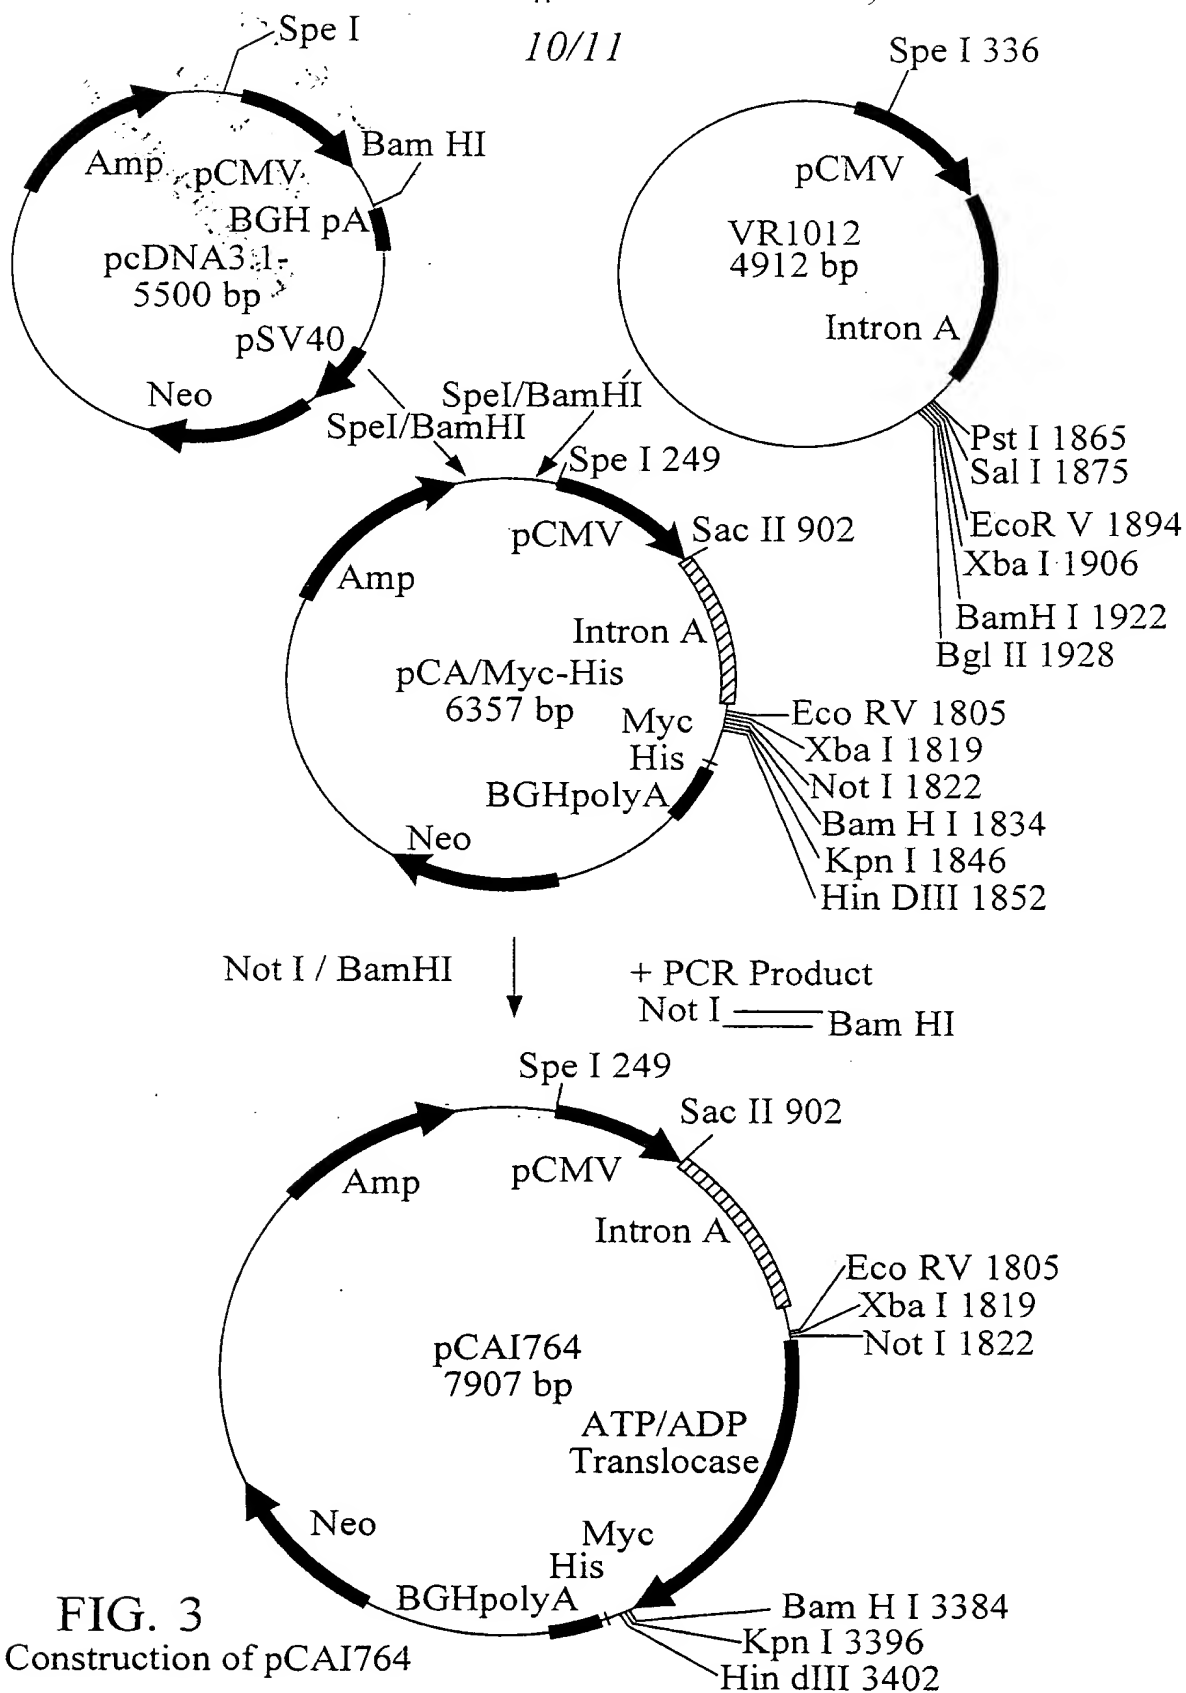 10/11
Spe I
Amp
pCMV
Bam HI
BGH pA
pcDNA3.1-
5500 bp
pSV40
Neo
SpeI/BamHI
Spe I 336
pCMV
VR1012
4912 bp
Intron A
Pst I 1865
Sal I 1875
EcoR V 1894
Xba I 1906
BamH I 1922
Bgl II 1928
SpeI/BamHI
Spe I 249
pCMV
Sac II 902
Amp
Intron A
pCA/Myc-His
6357 bp
Myc
His
BGHpolyA
Neo
Eco RV 1805
Xba I 1819
Not I 1822
Bam H I 1834
Kpn I 1846
Hin DIII 1852
Not I / BamHI
+ PCR Product
Not I Bam HI
Spe I 249
Sac II 902
pCMV
Amp
Intron A
Eco RV 1805
Xba I 1819
Not I 1822
pCAI764
7907 bp
ATP/ADP
Translocase
Neo
Myc
His
BGHpolyA
Bam H I 3384
Kpn I 3396
Hin dIII 3402
FIG. 3
Construction of pCAI764